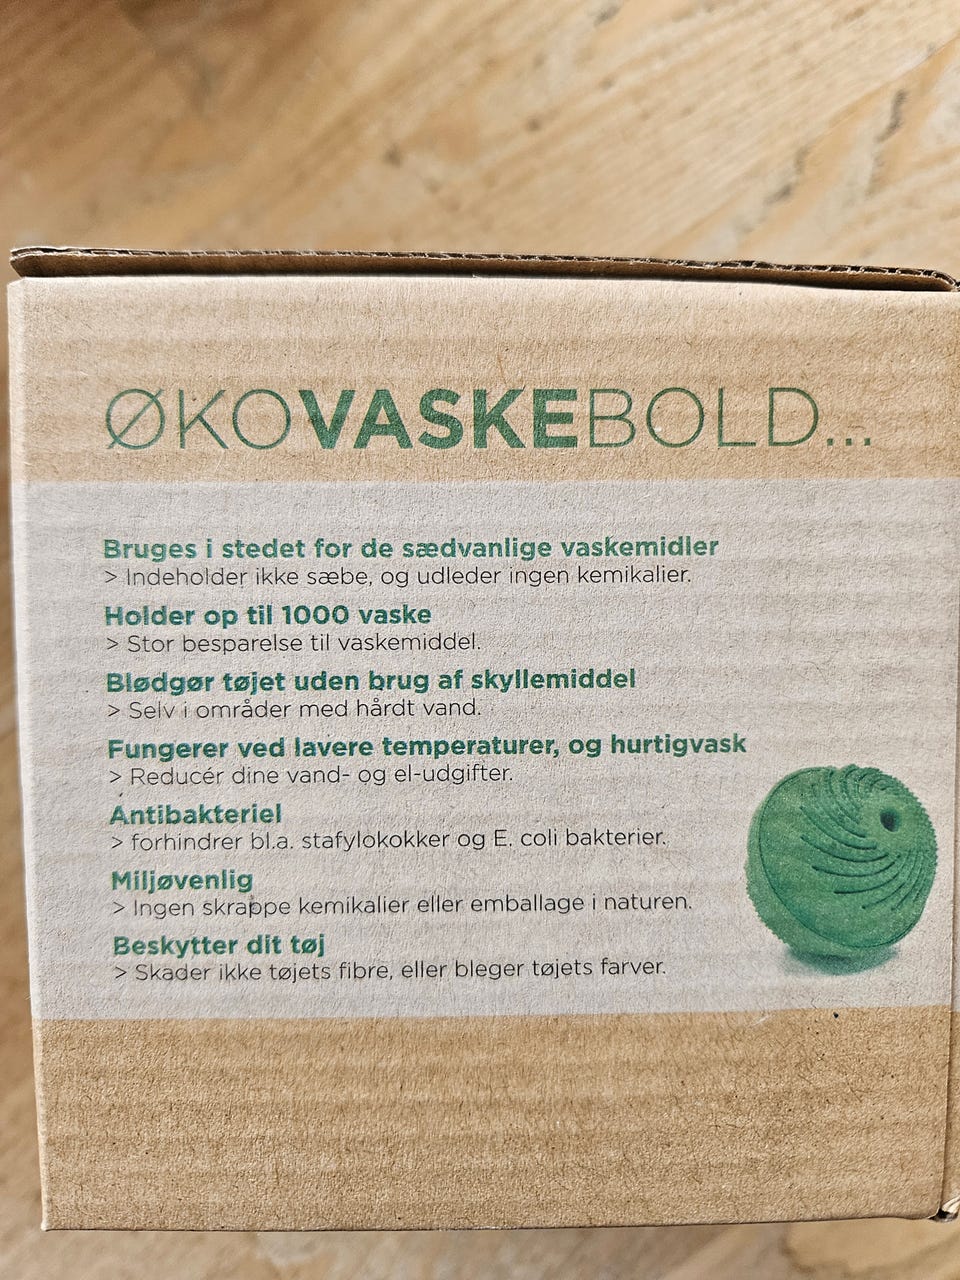 ØKOVASKEBOLD...
Bruges i stedet for de sædvanlige vaskemidler
> Indeholder ikke sæbe, og udleder ingen kemikalier.
Holder op til 1000 vaske
> Stor besparelse til vaskemiddel.
Blødgør tøjet uden brug af skyllemiddel
> Selv i områder med hårdt vand.
Fungerer ved lavere temperaturer, og hurtigvask
> Reducér dine vand- og el-udgifter.
Antibakteriel
> forhindrer bl.a. stafylokokker og E. coli bakterier.
Miljøvenlig
> Ingen skrappe kemikalier eller emballage i naturen.
Beskytter dit tøj
> Skader ikke tøjets fibre, eller bleger tøjets farver.